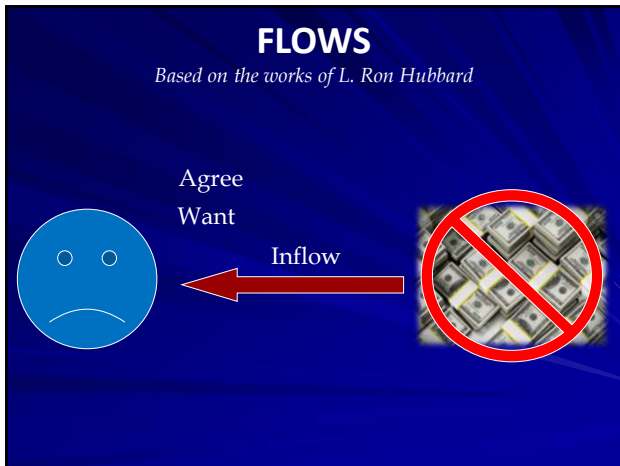 FLOWS
Based on the works of L. Ron Hubbard
Agree
Want
Inflow